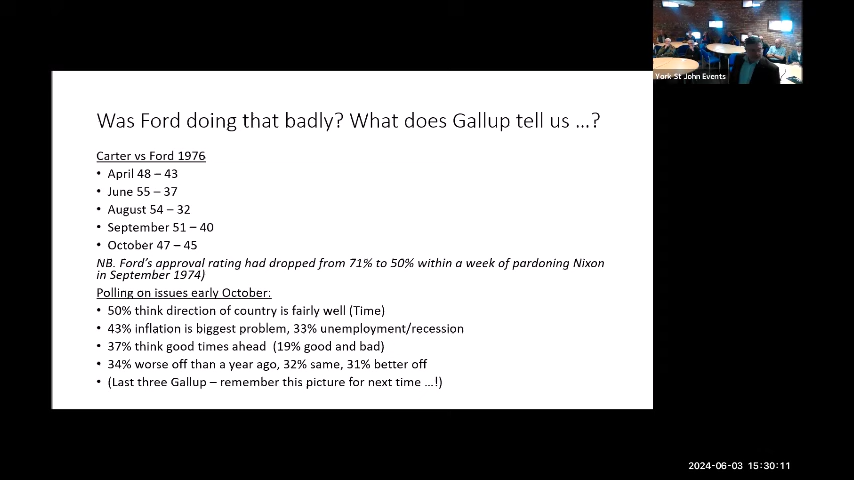 Was Ford doing that badly? What does Gallup tell us ...?
Carter vs Ford 1976
• April 48 – 43
• June 55 – 37
• August 54 – 32
• September 51 – 40
• October 47 – 45
NB. Ford's approval rating had dropped from 71% to 50% within a week of pardoning Nixon
in September 1974)
Polling on issues early October:
• 50% think direction of country is fairly well (Time)
• 43% inflation is biggest problem, 33% unemployment/recession
• 37% think good times ahead (19% good and bad)
• 34% worse off than a year ago, 32% same, 31% better off
• (Last three Gallup – remember this picture for next time ...!)
York St John Events
2024-06-03 15:30:11